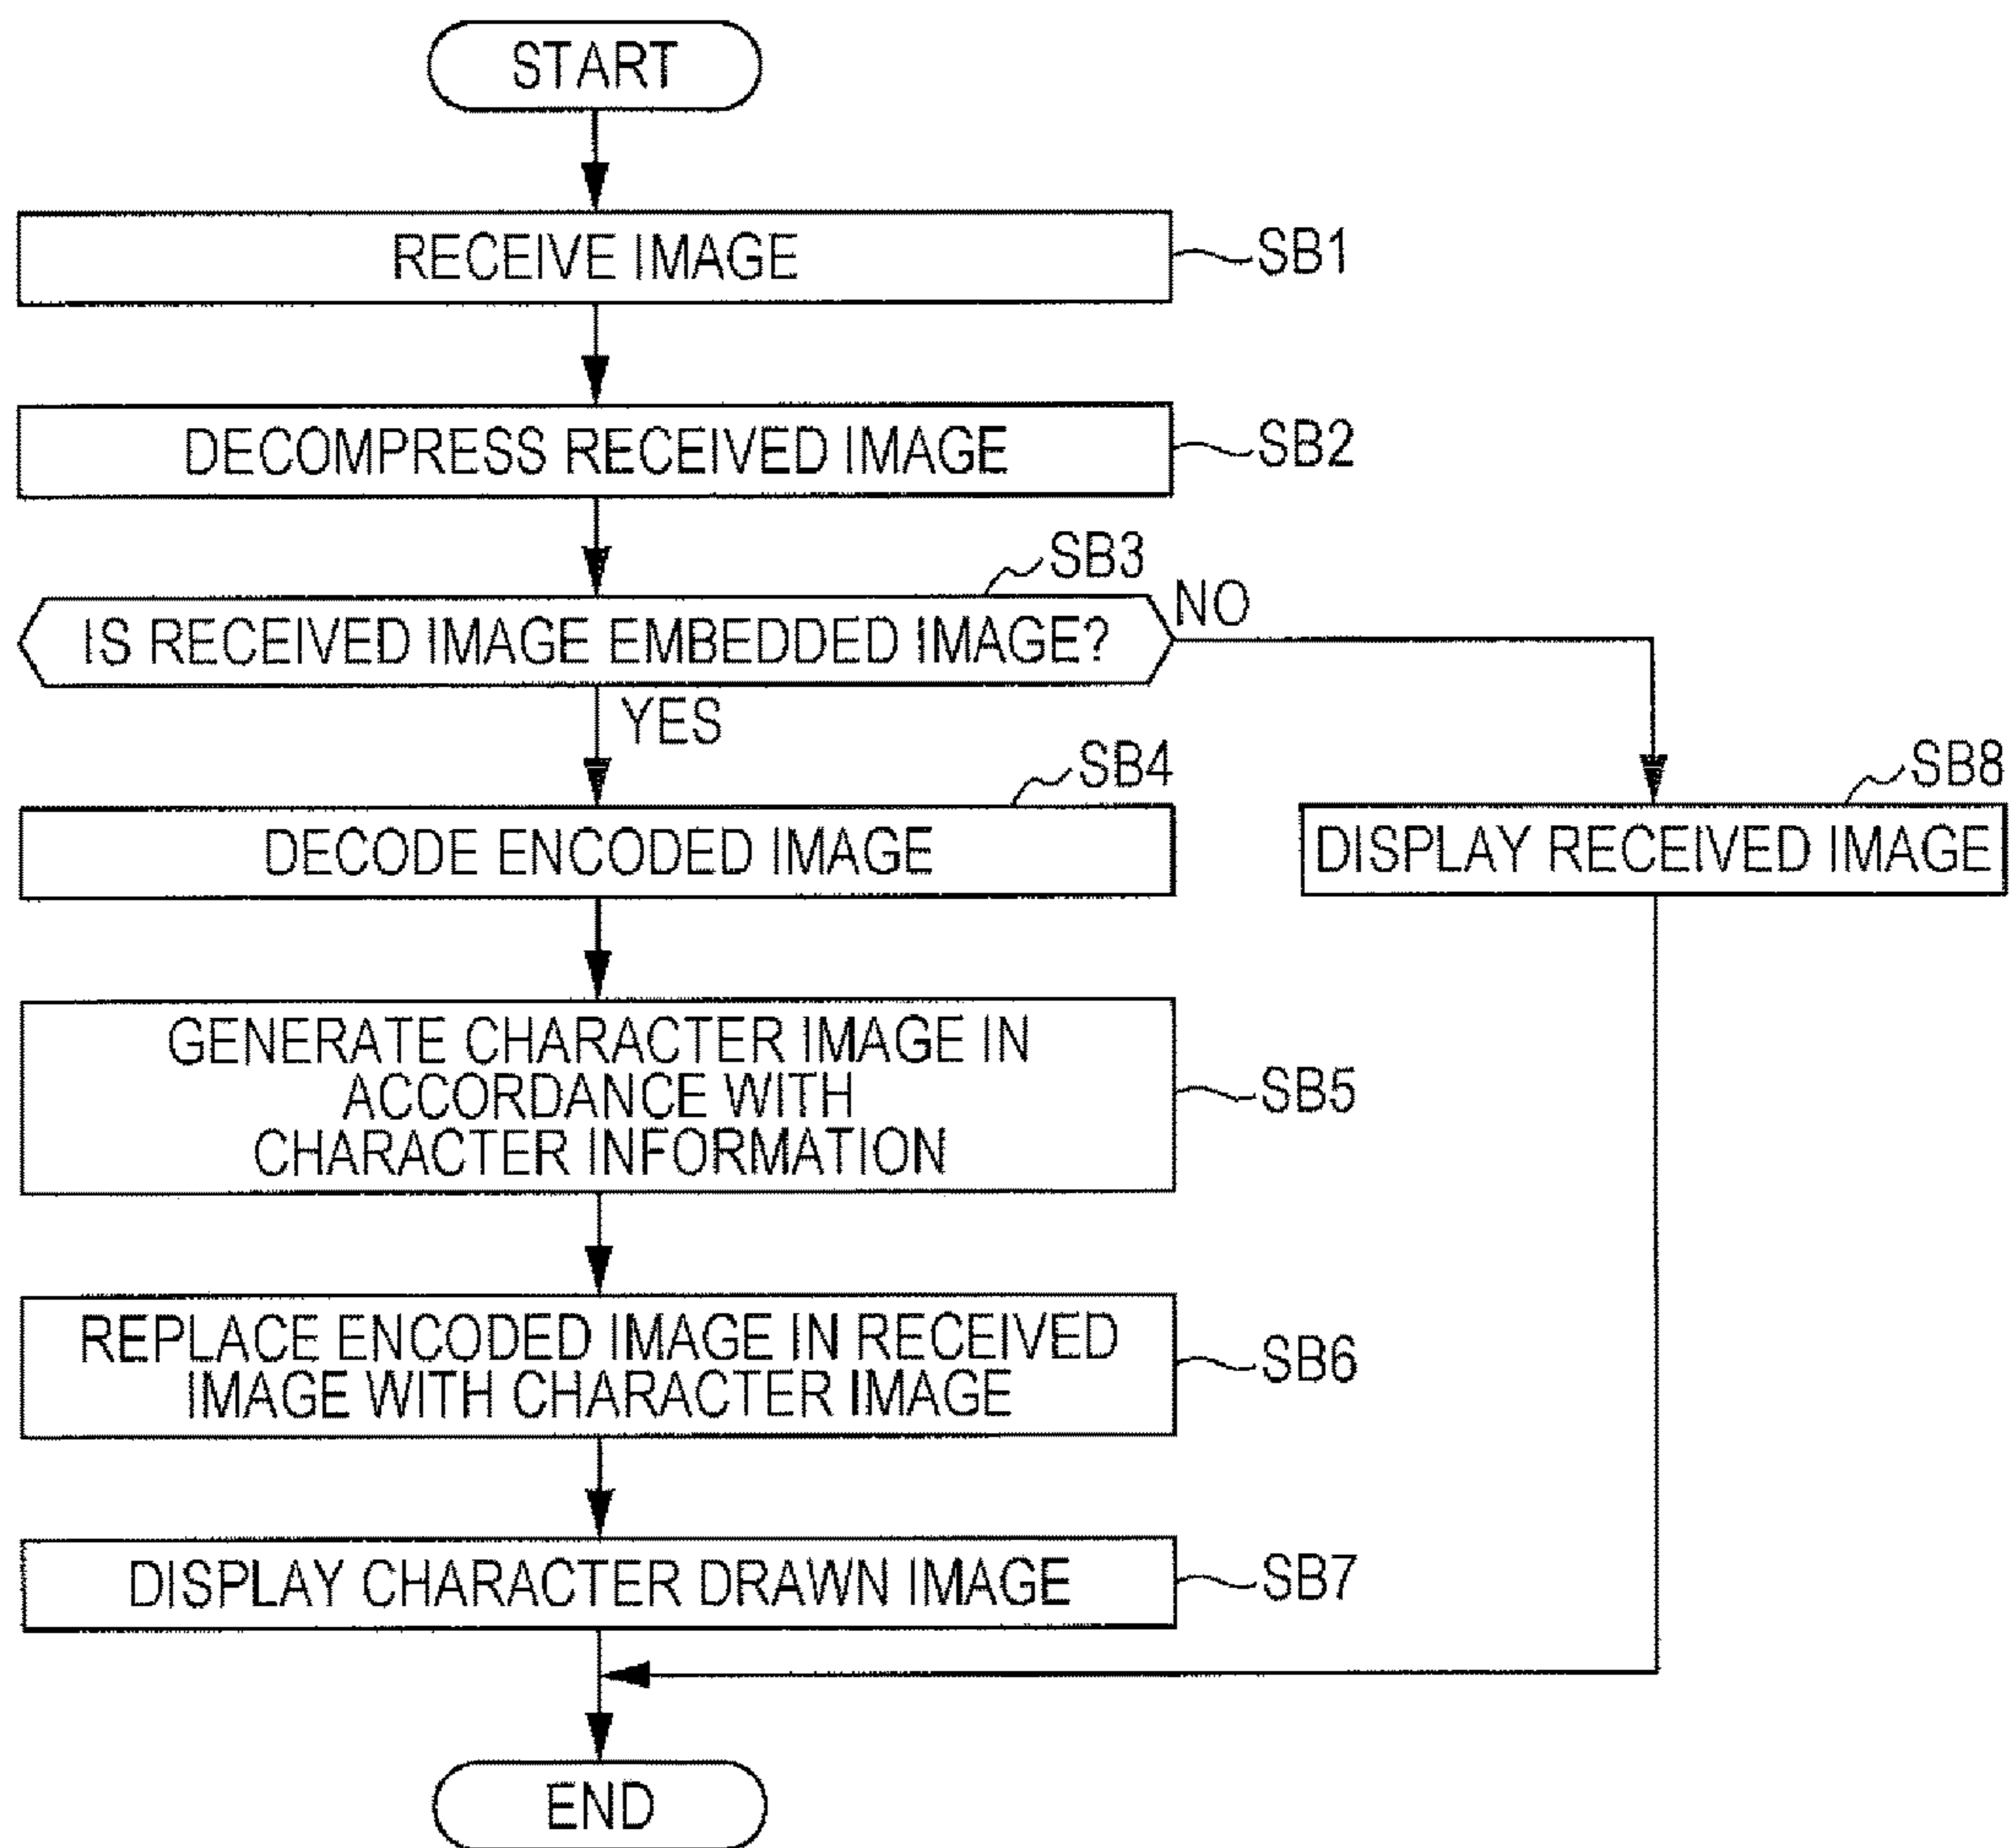 START
RECEIVE IMAGE
SB1
DECOMPRESS RECEIVED IMAGE
SB2
SB3
IS RECEIVED IMAGE EMBEDDED IMAGE?
NO
YES
SB4
DECODE ENCODED IMAGE
SB8
DISPLAY RECEIVED IMAGE
GENERATE CHARACTER IMAGE IN
ACCORDANCE WITH
CHARACTER INFORMATION
SB5
REPLACE ENCODED IMAGE IN RECEIVED
IMAGE WITH CHARACTER IMAGE
SB6
DISPLAY CHARACTER DRAWN IMAGE
SB7
END